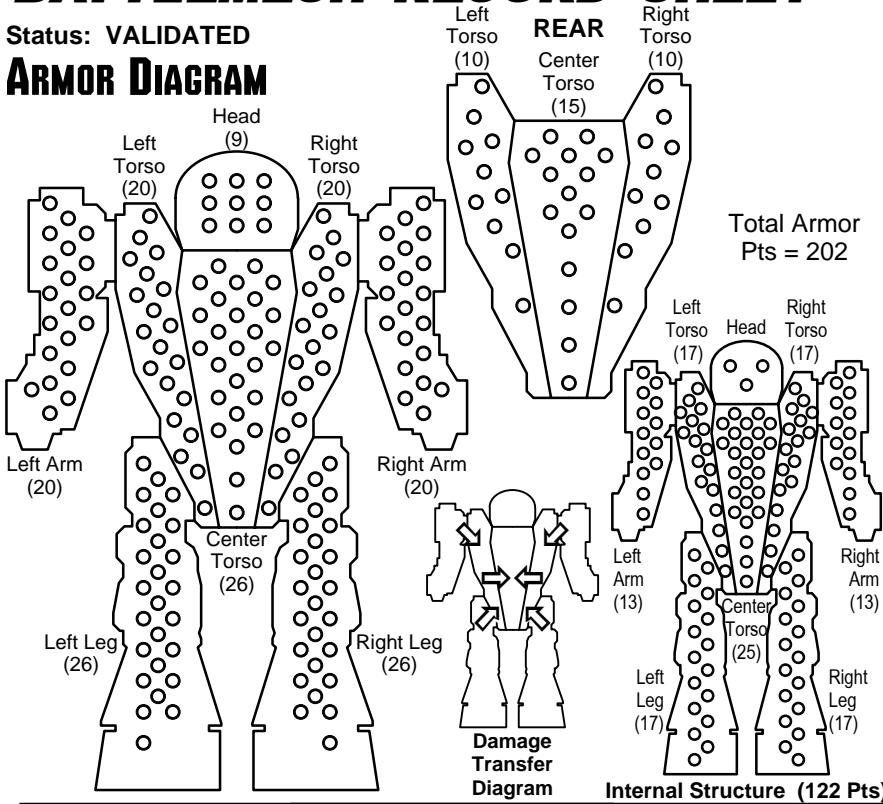 Status: VALIDATED
ARMOR DIAGRAM
Head
(9)
Left
Torso
(20)
Right
Torso
(20)
Left Arm
(20)
Right Arm
(20)
Center
Torso
(26)
Left Leg
(26)
Right Leg
(26)
REAR
Left
Torso
(10)
Center
Torso
(15)
Right
Torso
(10)
Total Armor
Pts = 202
Left
Torso
(17)
Head
Right
Torso
(17)
Left
Arm
(13)
Right
Arm
(13)
Center
Torso
(25)
Left
Leg
(17)
Right
Leg
(17)
Damage
Transfer
Diagram
Internal Structure (122 Pts)